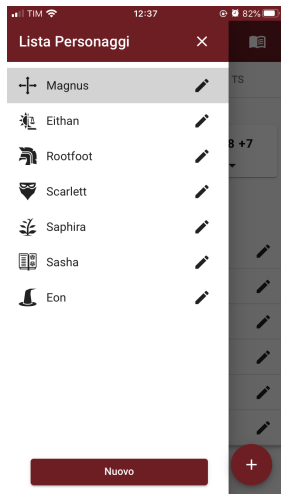 TIM 12:37 82%
Lista Personaggi
TS
Magnus
Eithan
8 +7
Rootfoot
Scarlett
Saphira
Sasha
Eon
Nuovo
+